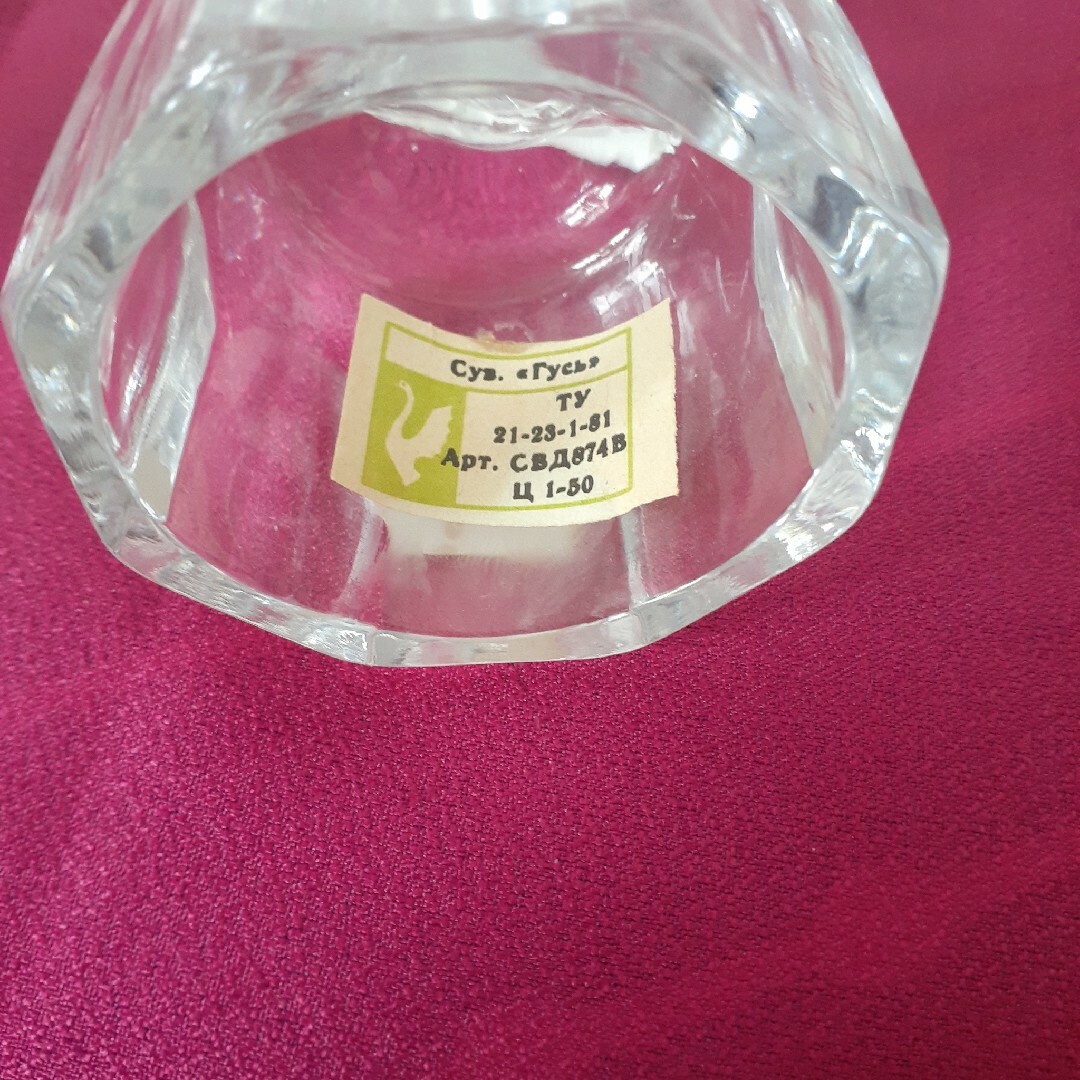 Сув. «Гусь»
ТУ
21-23-1-81
Арт. СВД874В
Ц 1-50